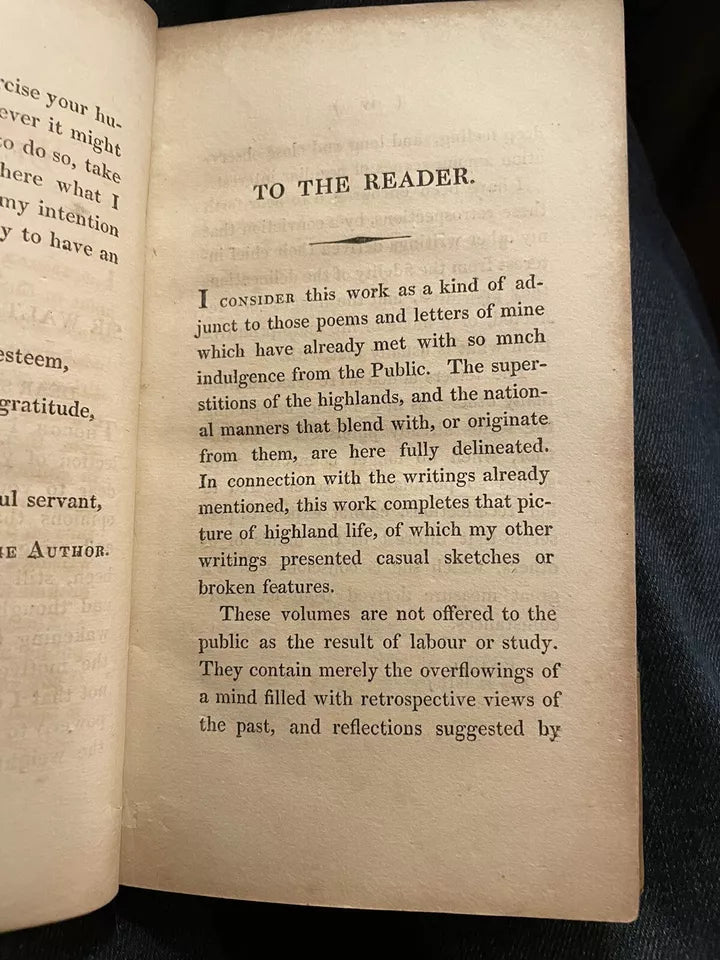 rcise your hu-
ever it might
to do so, take
here what I
my intention
y to have an
esteem,
gratitude,
ul servant,
HE AUTHOR.
TO THE READER.
I CONSIDER this work as a kind of ad-
junct to those poems and letters of mine
which have already met with so mnch
indulgence from the Public. The super-
stitions of the highlands, and the nation-
al manners that blend with, or originate
from them, are here fully delineated.
In connection with the writings already
mentioned, this work completes that pic-
ture of highland life, of which my other
writings presented casual sketches or
broken features.
These volumes are not offered to the
public as the result of labour or study.
They contain merely the overflowings of
a mind filled with retrospective views of
the past, and reflections suggested by